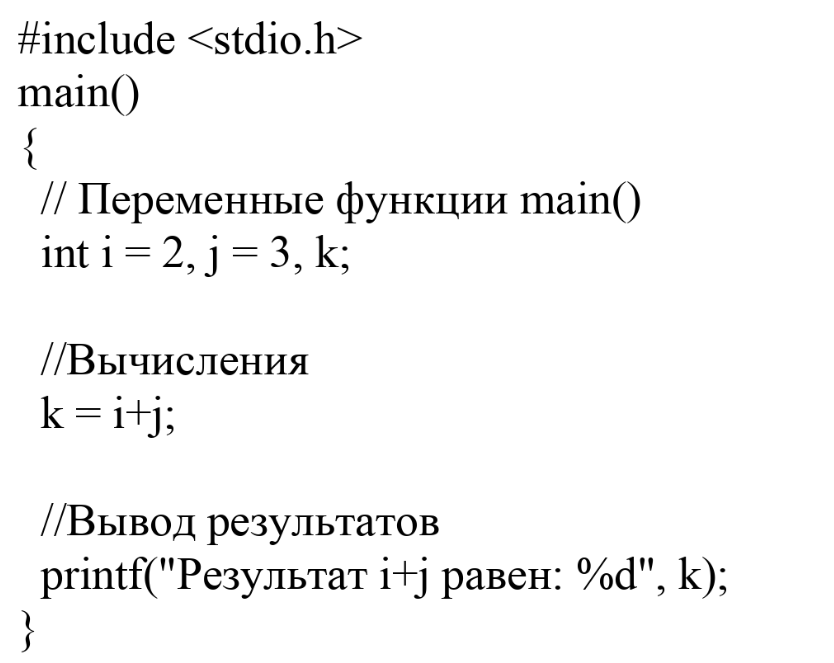 #include <stdio.h>
main()
{
// Переменные функции main()
int i = 2, j = 3, k;
//Вычисления
k = i+j;
//Вывод результатов
printf("Результат i+j равен: %d", k);
}